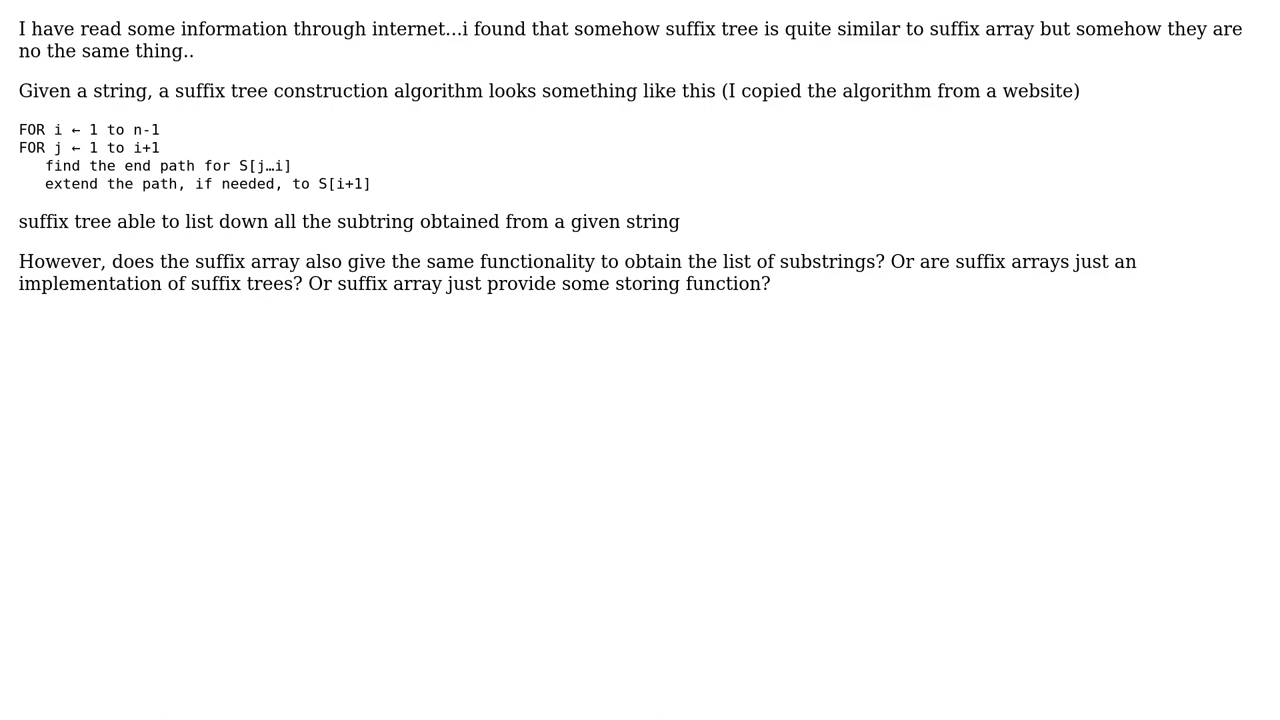 I have read some information through internet...i found that somehow suffix tree is quite similar to suffix array but somehow they are
no the same thing..
Given a string, a suffix tree construction algorithm looks something like this (I copied the algorithm from a website)
FOR i ← 1 to n-1
FOR j ← 1 to i+1
   find the end path for S[j…i]
   extend the path, if needed, to S[i+1]
suffix tree able to list down all the subtring obtained from a given string
However, does the suffix array also give the same functionality to obtain the list of substrings? Or are suffix arrays just an
implementation of suffix trees? Or suffix array just provide some storing function?